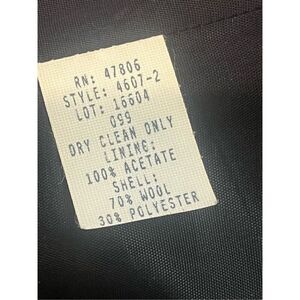 RN: 47806
STYLE: 4607-2
LOT: 16604
099
DRY CLEAN ONLY
LINING:
100% ACETATE
SHELL:
70% WOOL
30% POLYESTER